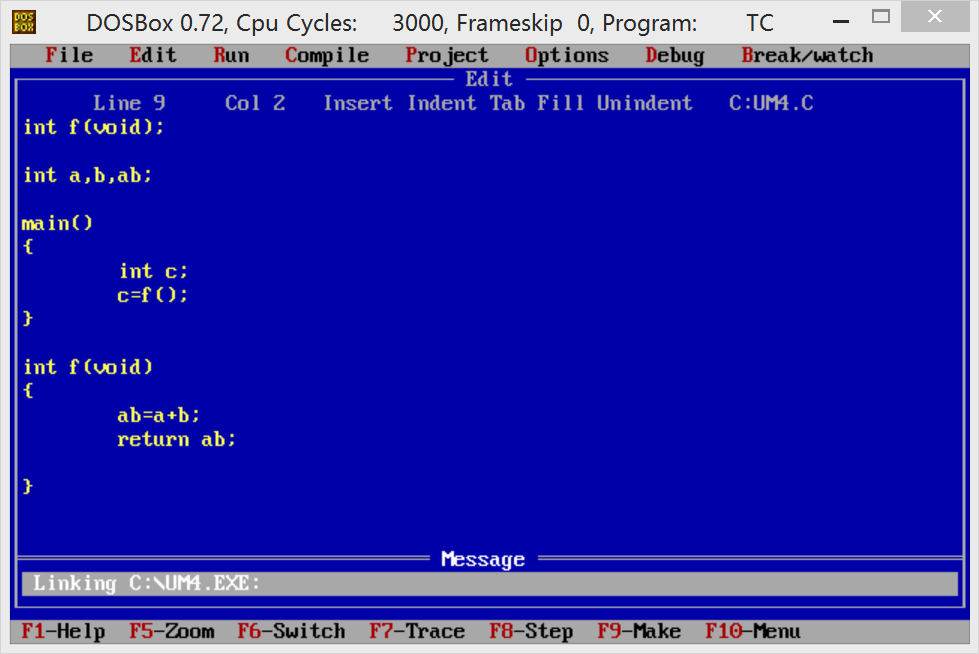 DOS BOX DOSBox 0.72, Cpu Cycles: 3000, Frameskip 0, Program: TC
File Edit Run Compile Project Options Debug Break/watch
Edit
Line 9 Col 2 Insert Indent Tab Fill Unindent C:UM4.C
int f(void);
int a,b,ab;
main()
{
int c;
c=f();
}
int f(void)
{
ab=a+b;
return ab;
}
Message
Linking C:\UM4.EXE:
F1-Help F5-Zoom F6-Switch F7-Trace F8-Step F9-Make F10-Menu